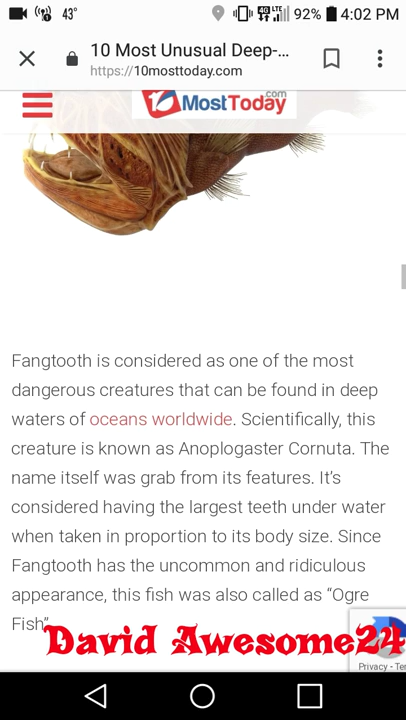 43°
4G LTE 92% 4:02 PM
10 Most Unusual Deep-...
https://10mosttoday.com
10 MostToday .com
Fangtooth is considered as one of the most
dangerous creatures that can be found in deep
waters of oceans worldwide. Scientifically, this
creature is known as Anoplogaster Cornuta. The
name itself was grab from its features. It’s
considered having the largest teeth under water
when taken in proportion to its body size. Since
Fangtooth has the uncommon and ridiculous
appearance, this fish was also called as “Ogre
Fish”
David Awesome24
Privacy - Ter